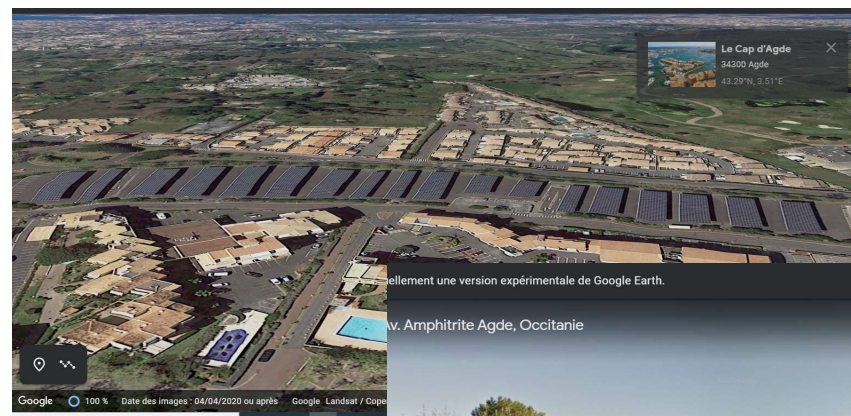 Le Cap d'Agde
34300 Agde
43.29°N, 3.51°E
ellement une version expérimentale de Google Earth.
Av. Amphitrite Agde, Occitanie
Google 100 % Date des images : 04/04/2020 ou après Google Landsat / Cope